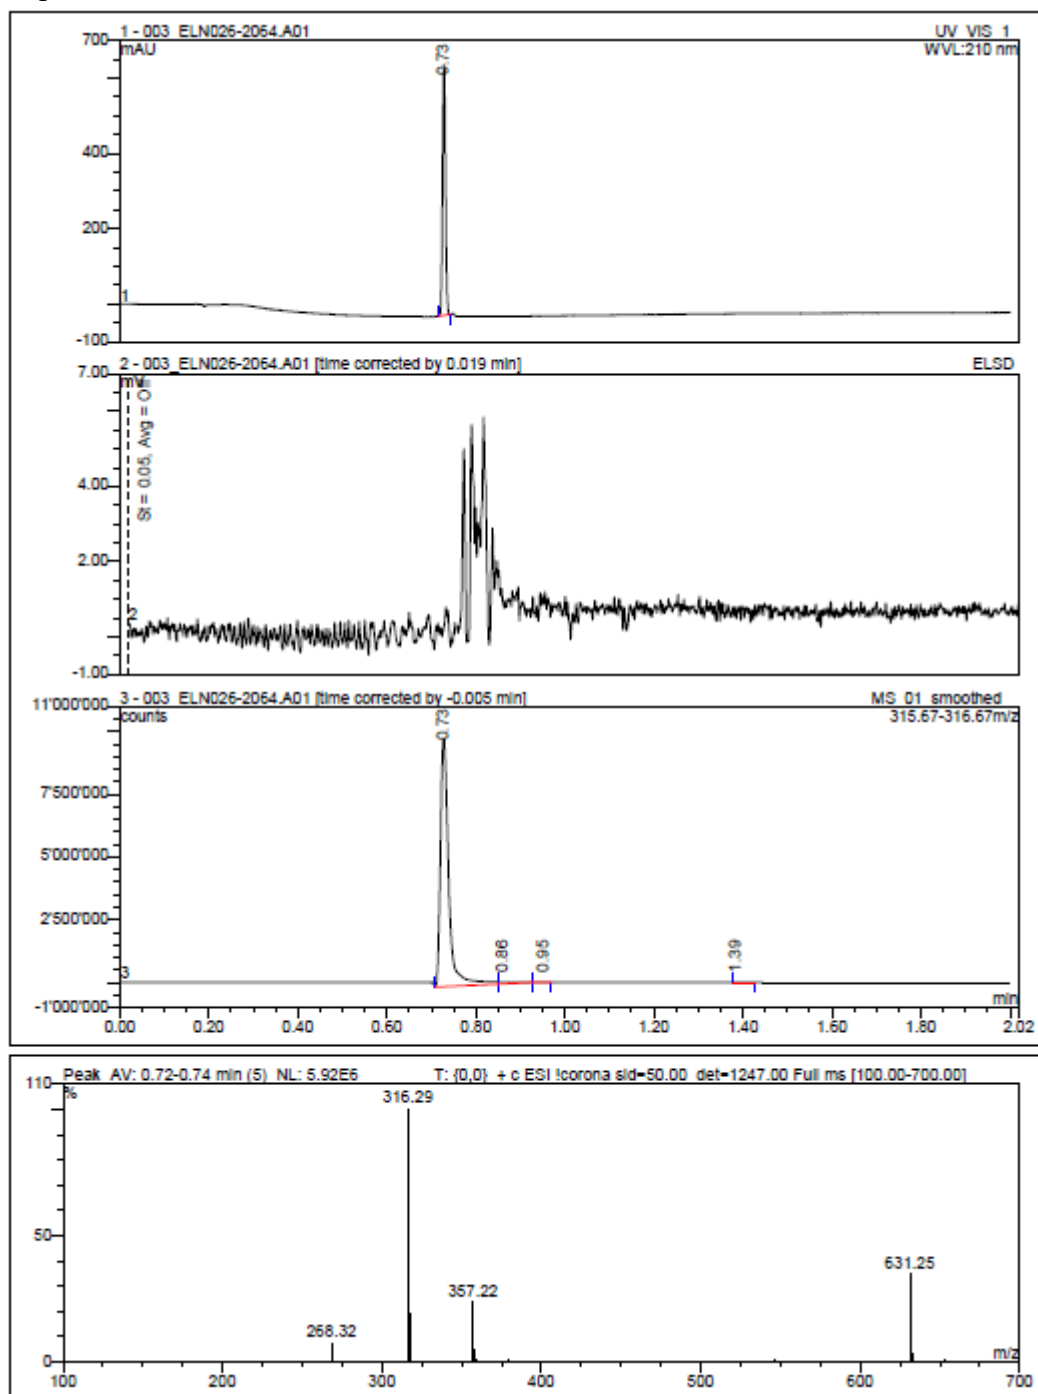 1 - 003_ELN026-2064.A01 UV_VIS_1
mAU WVL:210 nm
700
400
200
-100
0.73
1
2 - 003_ELN026-2064.A01 [time corrected by 0.019 min] ELSD
mV
7.00
4.00
2.00
-1.00
St = 0.05, Avg = Off
2
3 - 003_ELN026-2064.A01 [time corrected by -0.005 min] MS_01_smoothed
counts 315.67-316.67m/z
11'000'000
7'500'000
5'000'000
2'500'000
-1'000'000
0.73
0.86
0.95
1.39
3
min
0.00 0.20 0.40 0.60 0.80 1.00 1.20 1.40 1.60 1.80 2.02
Peak AV: 0.72-0.74 min (5) NL: 5.92E6 T: {0,0} + c ESI !corona sid=50.00 det=1247.00 Full ms [100.00-700.00]
%
110
50
0
316.29
631.25
357.22
268.32
m/z
100 200 300 400 500 600 700